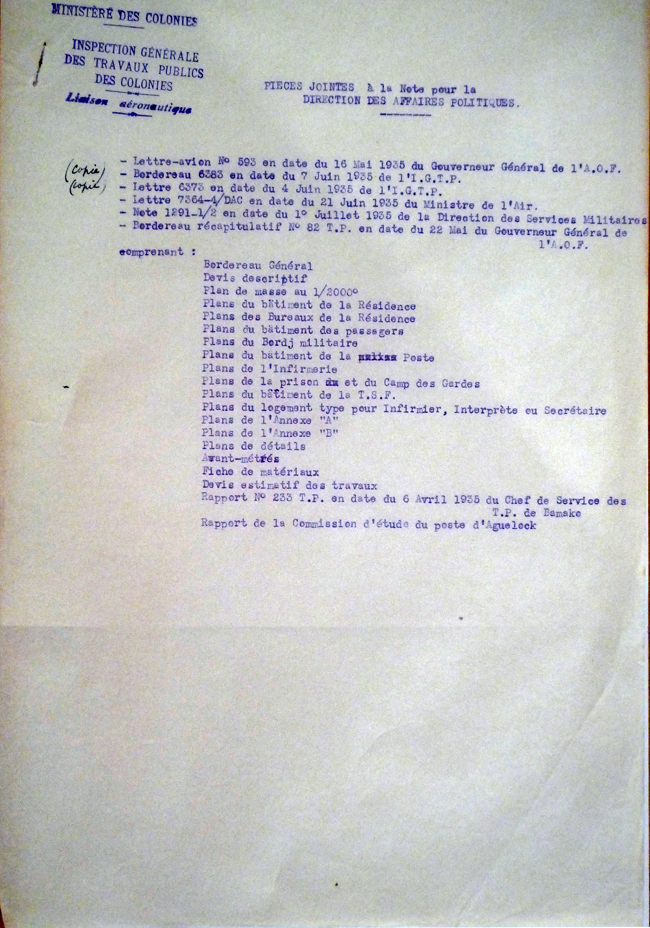 MINISTÈRE DES COLONIES
INSPECTION GÉNÉRALE
DES TRAVAUX PUBLICS
DES COLONIES
Liaison aéronautique
PIECES JOINTES à la Note pour la
DIRECTION DES AFFAIRES POLITIQUES.
- Lettre-avion N° 593 en date du 16 Mai 1935 du Gouverneur Général de l'A.O.F.
(copie) - Bordereau 6383 en date du 7 Juin 1935 de l'I.G.T.P.
(copie) - Lettre 6373 en date du 4 Juin 1935 de l'I.G.T.P.
- Lettre 7364-4/DAC en date du 21 Juin 1935 du Ministre de l'Air.
- Note 1291-1/2 en date du 1° Juillet 1935 de la Direction des Services Militaires
- Bordereau récapitulatif N° 82 T.P. en date du 22 Mai du Gouverneur Général de
l'A.O.F.
comprenant :
Bordereau Général
Devis descriptif
Plan de masse au 1/2000°
Plans du bâtiment de la Résidence
Plans des Bureaux de la Résidence
Plans du bâtiment des passagers
Plans du Bordj militaire
Plans du bâtiment de la Poste
Plans de l'Infirmerie
Plans de la prison et du Camp des Gardes
Plans du bâtiment de la T.S.F.
Plans du logement type pour Infirmier, Interprète ou Secrétaire
Plans de l'Annexe "A"
Plans de l'Annexe "B"
Plans de détails
Avant-métrés
Fiche de matériaux
Devis estimatif des travaux
Rapport N° 233 T.P. en date du 6 Avril 1935 du Chef de Service des
T.P. de Bamako
Rapport de la Commission d'étude du poste d'Aguelock